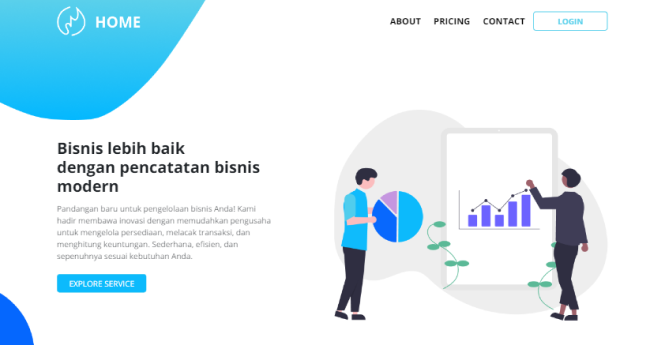 HOME
ABOUT PRICING CONTACT LOGIN
Bisnis lebih baik
dengan pencatatan bisnis
modern
Pandangan baru untuk pengelolaan bisnis Anda! Kami
hadir membawa inovasi dengan memudahkan pengusaha
untuk mengelola persediaan, melacak transaksi, dan
menghitung keuntungan. Sederhana, efisien, dan
sepenuhnya sesuai kebutuhan Anda.
EXPLORE SERVICE